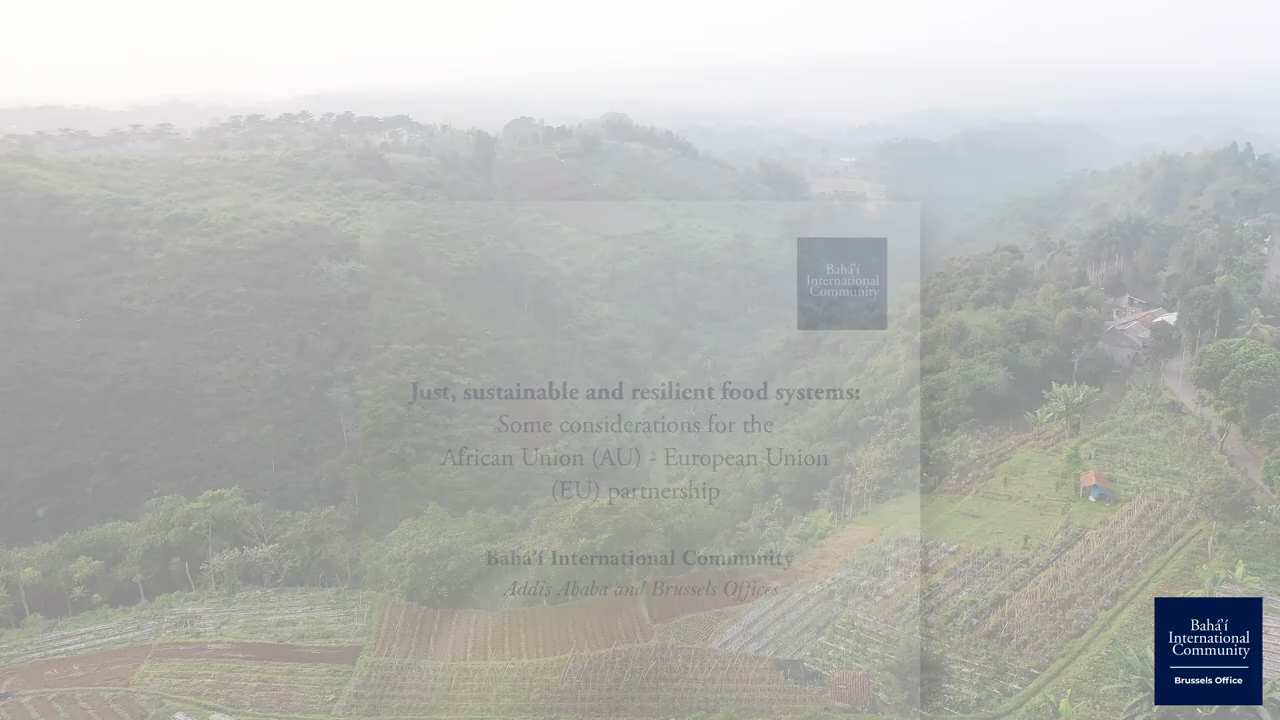 Bahá’í
International
Community
Just, sustainable and resilient food systems:
Some considerations for the
African Union (AU) - European Union
(EU) partnership
Bahá’í International Community
Addis Ababa and Brussels Offices
Bahá’í
International
Community
Brussels Office